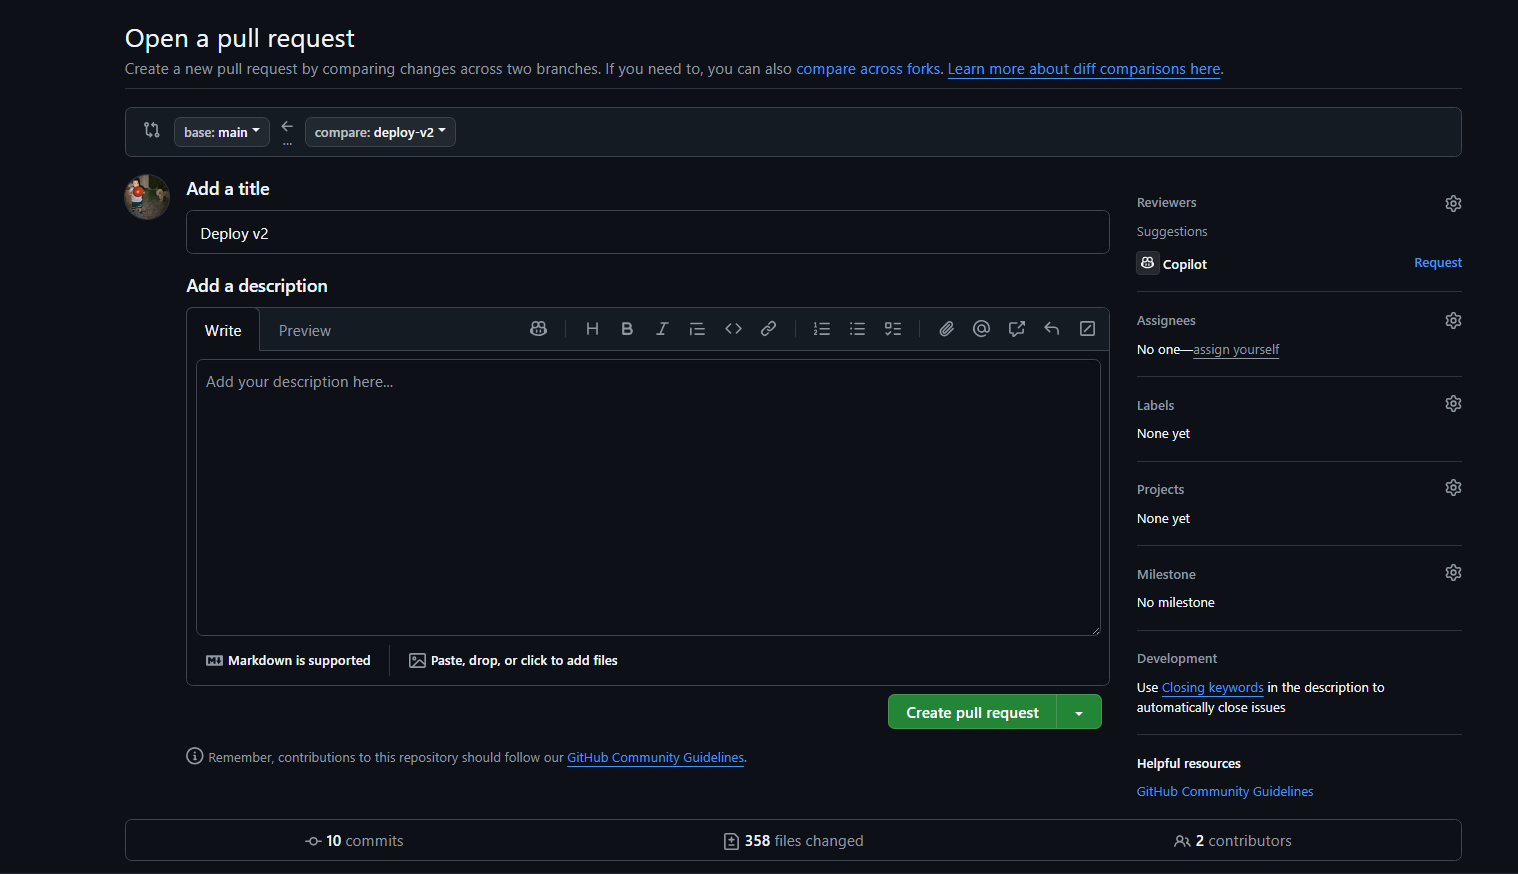 Open a pull request
Create a new pull request by comparing changes across two branches. If you need to, you can also compare across forks. Learn more about diff comparisons here.
base: main
...
compare: deploy-v2
Add a title
Deploy v2
Add a description
Write
Preview
Add your description here...
Markdown is supported
Paste, drop, or click to add files
Create pull request
Remember, contributions to this repository should follow our GitHub Community Guidelines.
Reviewers
Suggestions
Copilot
Request
Assignees
No one—assign yourself
Labels
None yet
Projects
None yet
Milestone
No milestone
Development
Use Closing keywords in the description to
automatically close issues
Helpful resources
GitHub Community Guidelines
10 commits
358 files changed
2 contributors